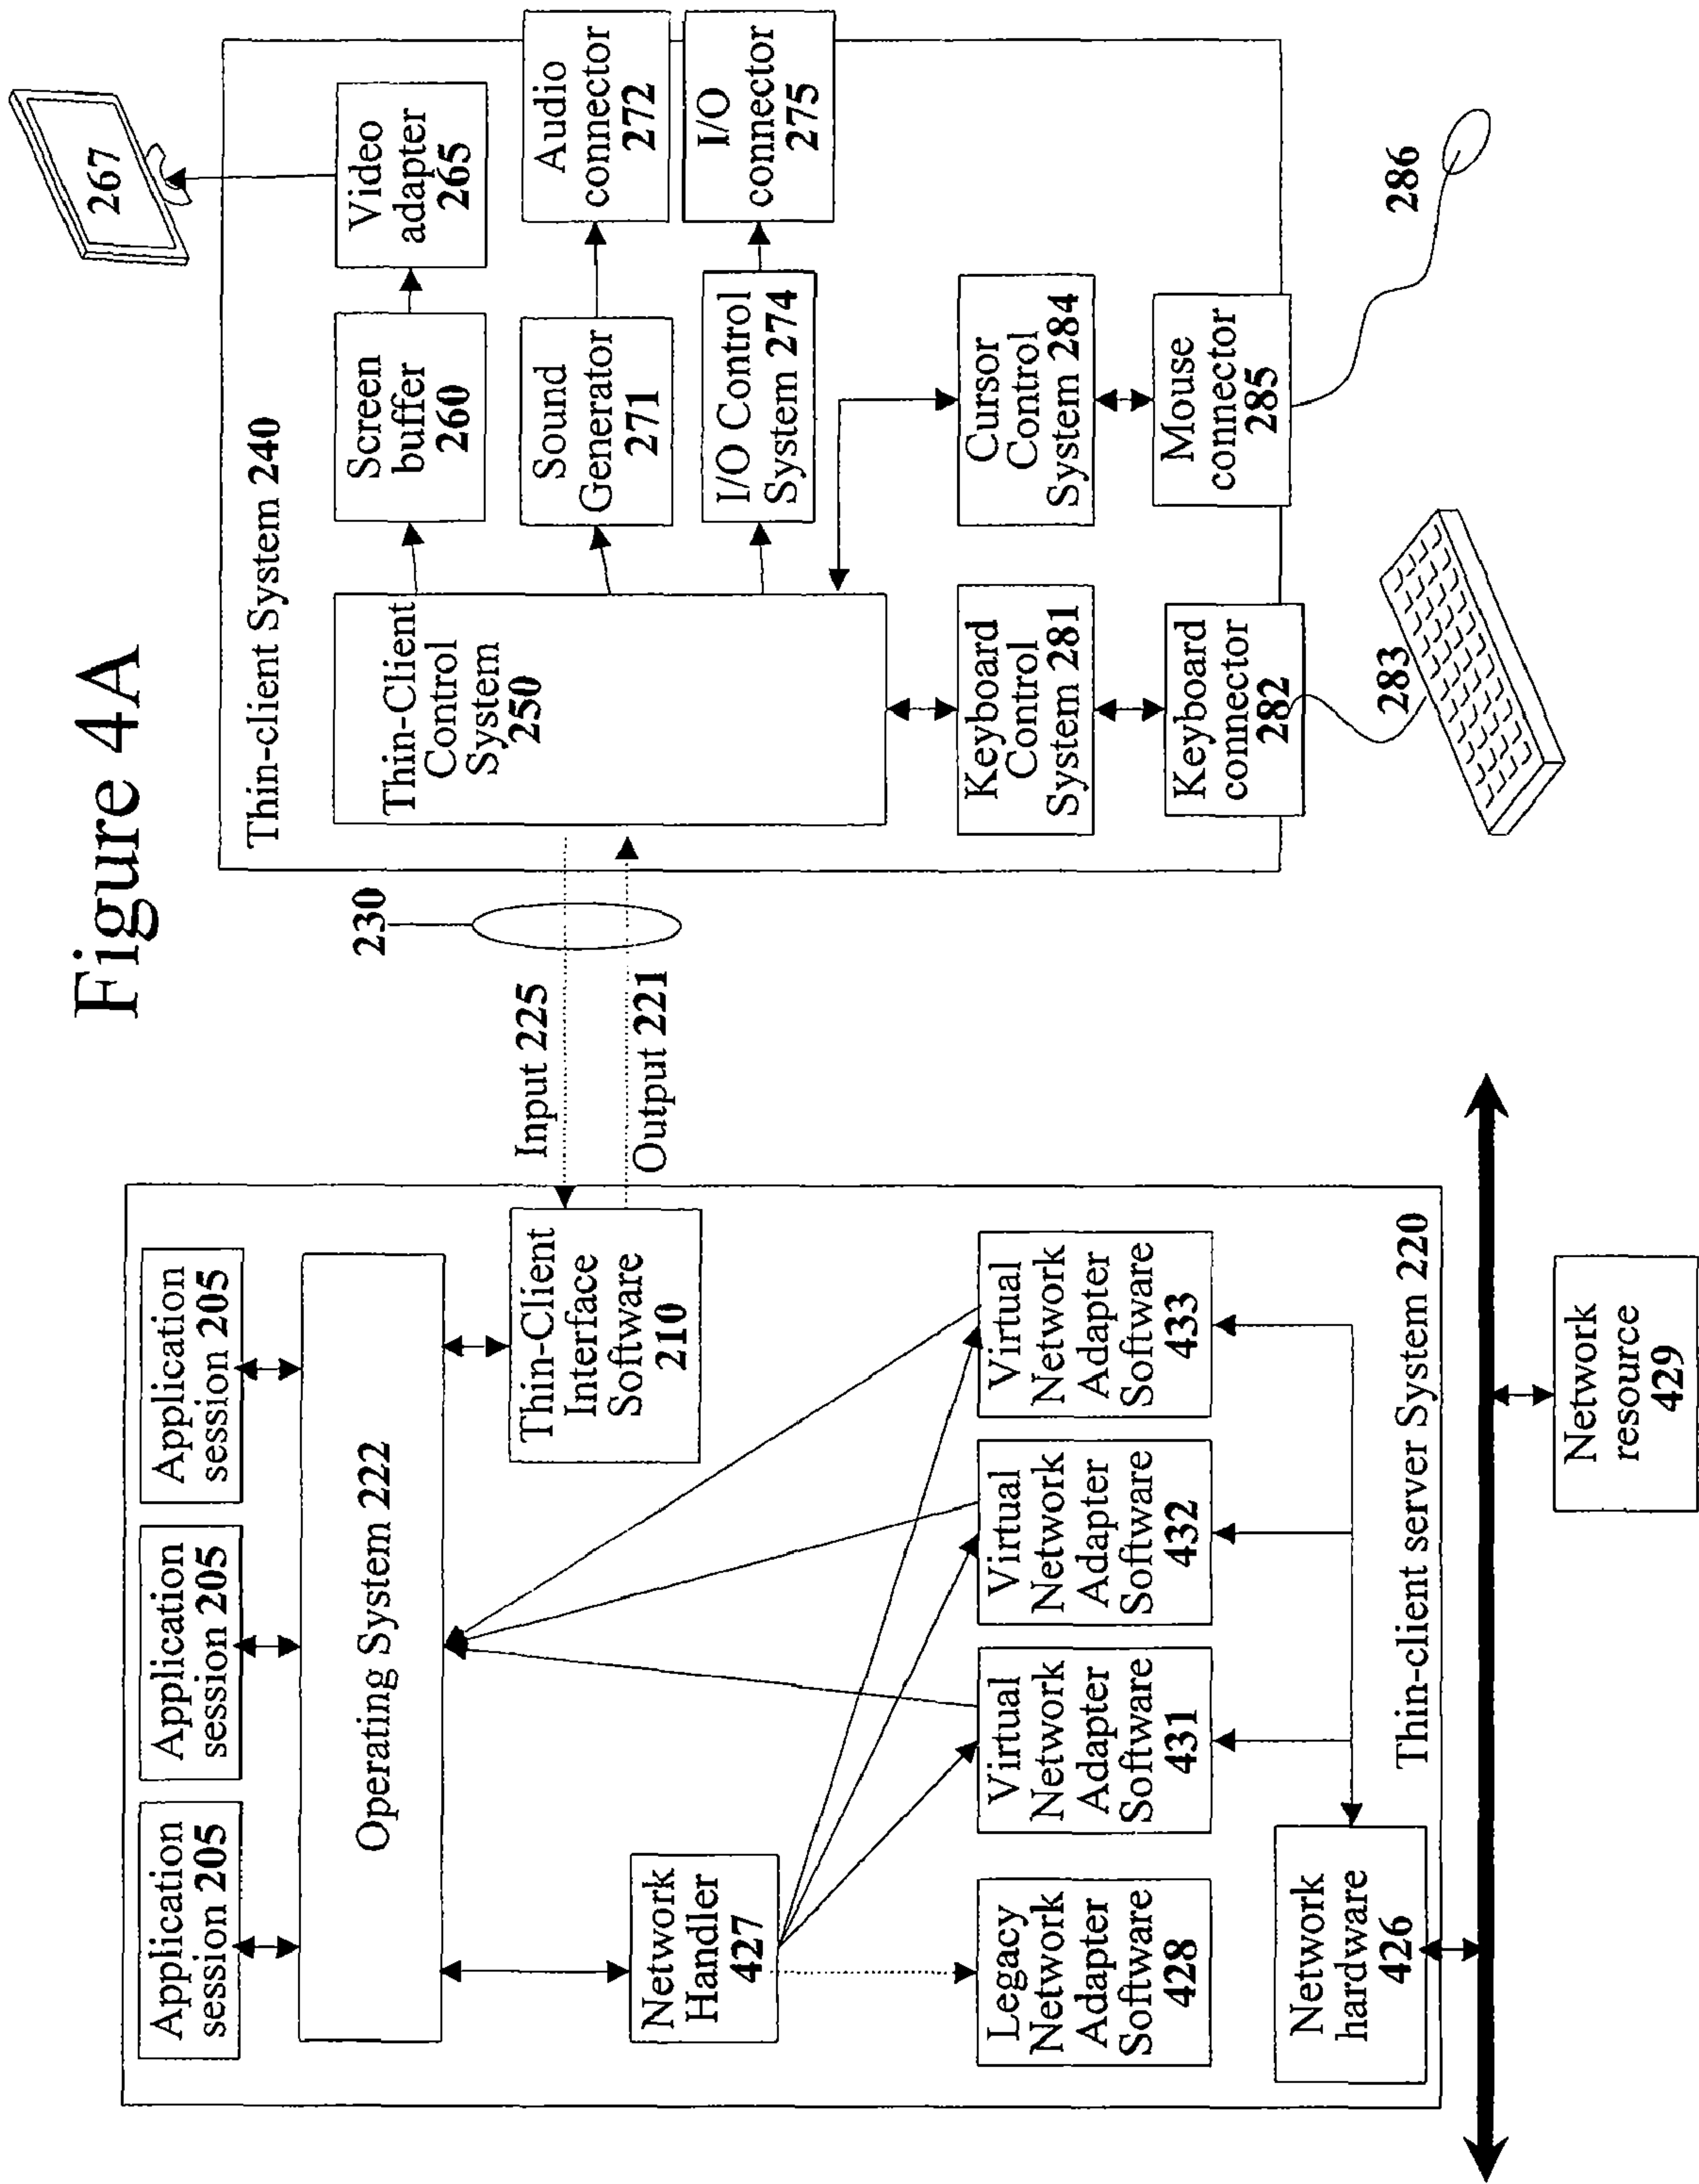 Figure 4A
Application
session 205
Application
session 205
Application
session 205
Operating System 222
Thin-Client
Interface
Software
210
Network
Handler
427
Legacy
Network
Adapter
Software
428
Virtual
Network
Adapter
Software
431
Virtual
Network
Adapter
Software
432
Virtual
Network
Adapter
Software
433
Network
hardware
426
Thin-client server System 220
Network
resource
429
Input 225
Output 221
230
Thin-client System 240
Thin-Client
Control
System
250
Screen
buffer
260
Video
adapter
265
267
Sound
Generator
271
Audio
connector
272
I/O Control
System 274
I/O
connector
275
Keyboard
Control
System 281
Cursor
Control
System 284
Keyboard
connector
282
Mouse
connector
285
283
286